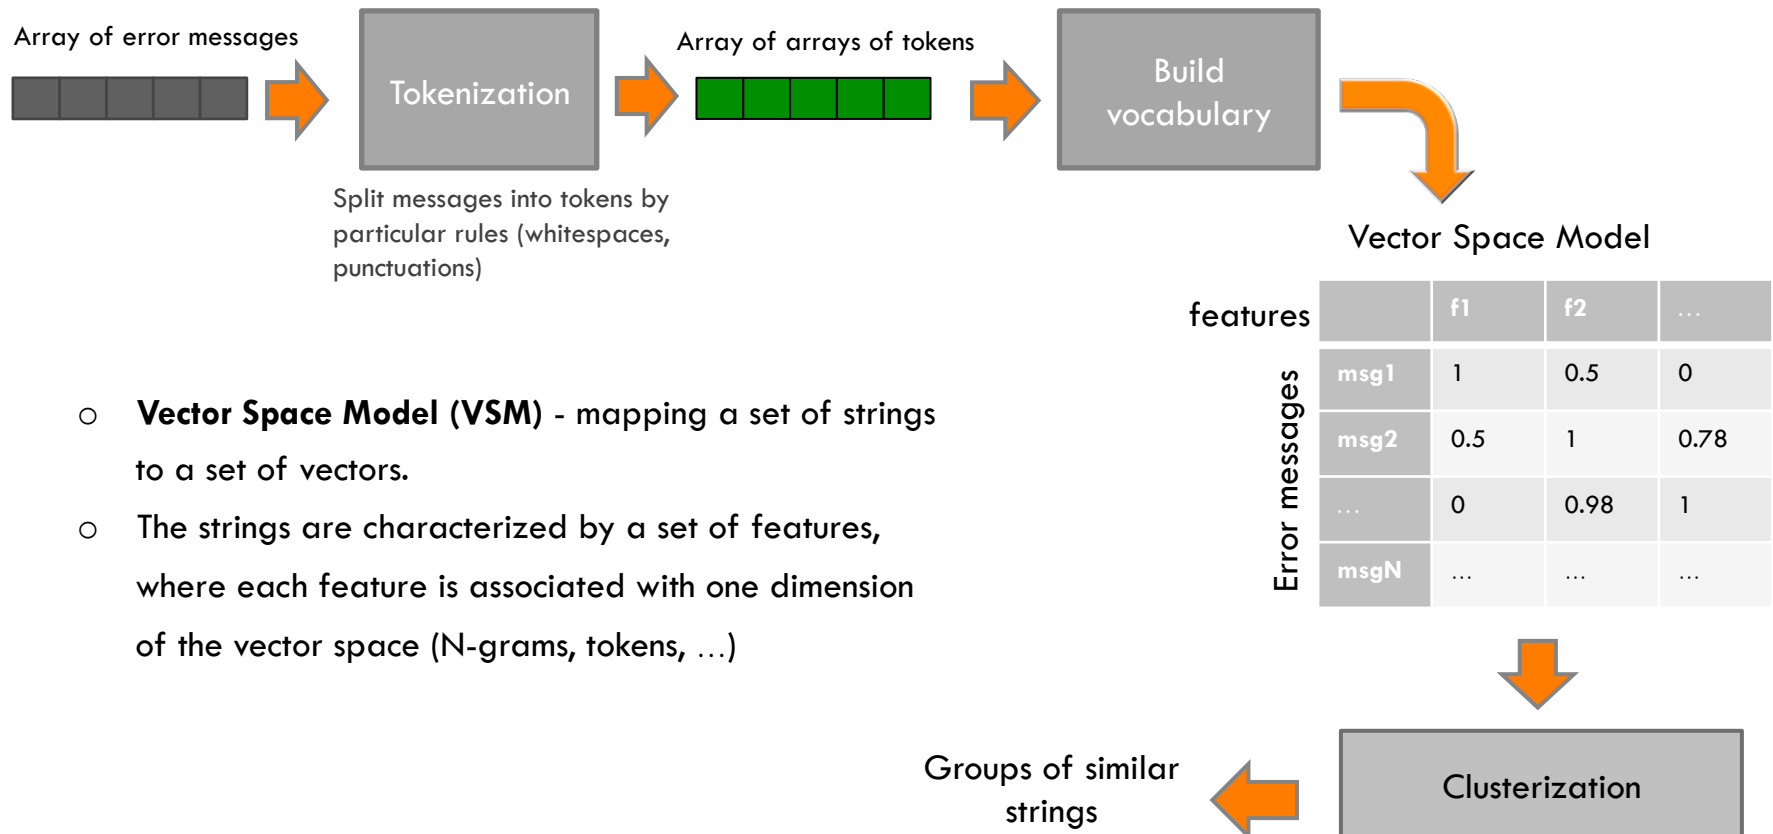 Array of error messages
Tokenization
Array of arrays of tokens
Build
vocabulary
Split messages into tokens by
particular rules (whitespaces,
punctuations)
Vector Space Model
features
f1 f2 ...
Error messages
msg1 1 0.5 0
msg2 0.5 1 0.78
... 0 0.98 1
msgN ... ... ...
o Vector Space Model (VSM) - mapping a set of strings
to a set of vectors.
o The strings are characterized by a set of features,
where each feature is associated with one dimension
of the vector space (N-grams, tokens, ...)
Clusterization
Groups of similar
strings